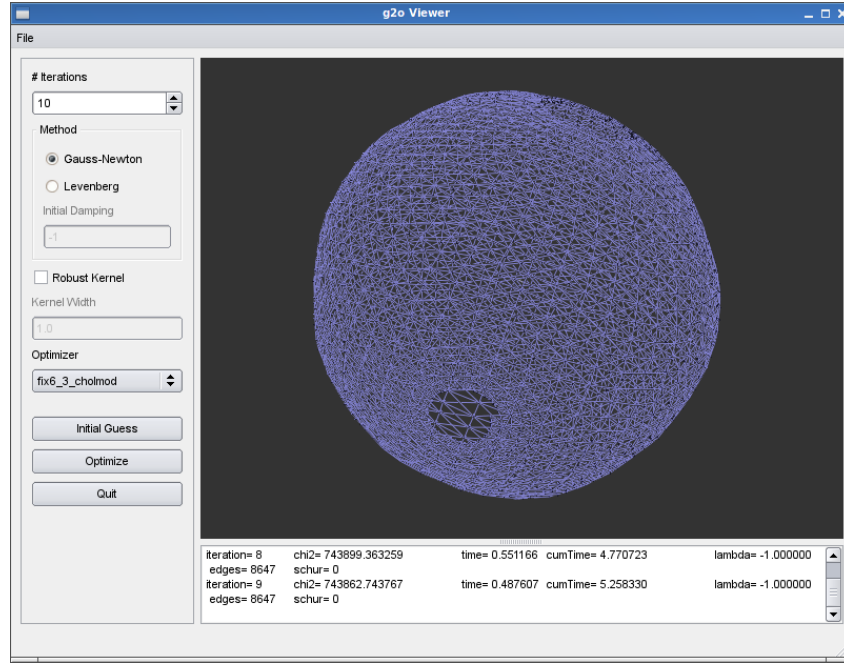 g2o Viewer
File
# Iterations
10
Method
Gauss-Newton
Levenberg
Initial Damping
-1
Robust Kernel
Kernel Width
1.0
Optimizer
fix6_3_cholmod
Initial Guess
Optimize
Quit
iteration= 8 chi2= 743899.363259 time= 0.551166 cumTime= 4.770723 lambda= -1.000000
edges= 8647 schur= 0
iteration= 9 chi2= 743862.743767 time= 0.487607 cumTime= 5.258330 lambda= -1.000000
edges= 8647 schur= 0